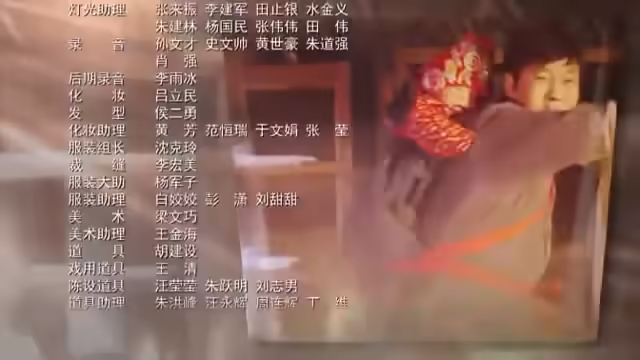 灯光助理 张来振 李建军 田止银 水金义
朱建林 杨国民 张伟伟 田 伟
录 音 孙文才 史文帅 黄世豪 朱道强
肖 强
后期录音 李雨冰
化 妆 吕立民
发 型 侯二勇
化妆助理 黄 芳 范恒瑞 于文娟 张 莹
服装组长 沈克玲
裁 缝 李宏美
服装大助 杨军子
服装助理 白姣姣 彭 潇 刘甜甜
美 术 梁文巧
美术助理 王金海
道 具 胡建设
戏用道具 王 清
陈设道具 汪莹莹 朱跃明 刘志男
道具助理 朱洪峰 汪永辉 周连辉